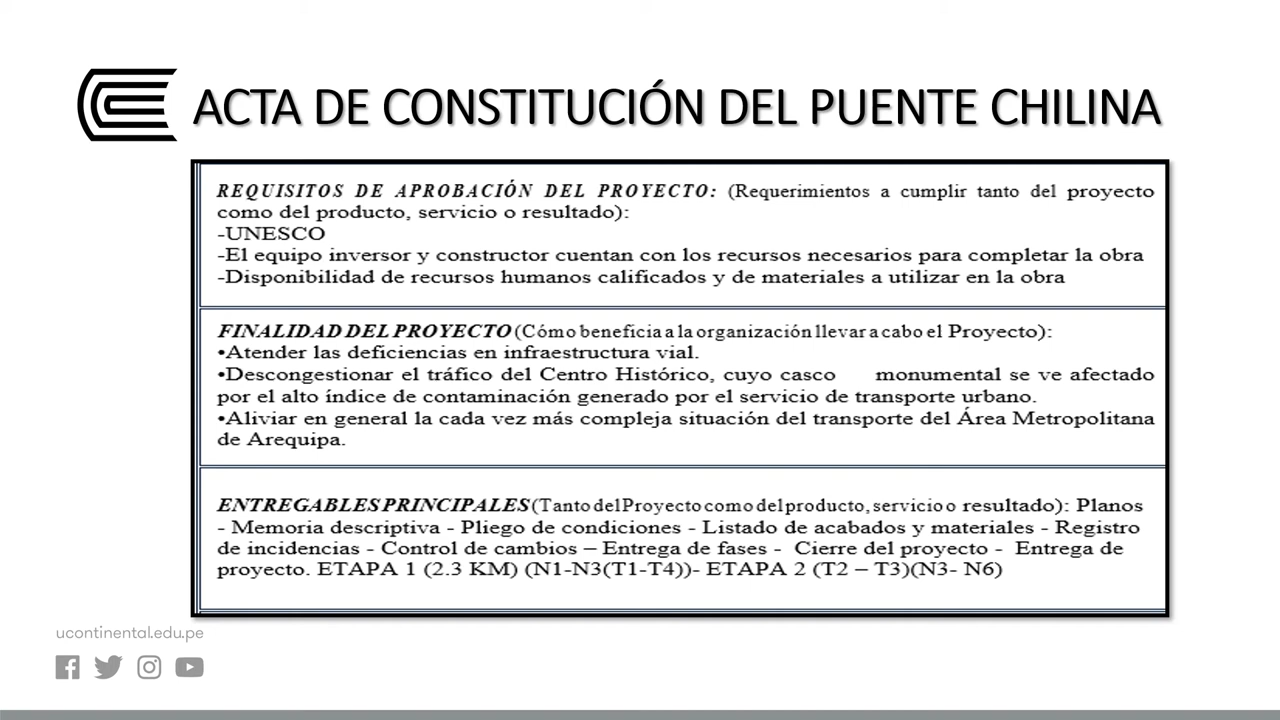 ACTA DE CONSTITUCIÓN DEL PUENTE CHILINA
REQUISITOS DE APROBACIÓN DEL PROYECTO: (Requerimientos a cumplir tanto del proyecto
como del producto, servicio o resultado):
-UNESCO
-El equipo inversor y constructor cuentan con los recursos necesarios para completar la obra
-Disponibilidad de recursos humanos calificados y de materiales a utilizar en la obra
FINALIDAD DEL PROYECTO (Cómo beneficia a la organización llevar a cabo el Proyecto):
•Atender las deficiencias en infraestructura vial.
•Descongestionar el tráfico del Centro Histórico, cuyo casco monumental se ve afectado
por el alto índice de contaminación generado por el servicio de transporte urbano.
•Aliviar en general la cada vez más compleja situación del transporte del Área Metropolitana
de Arequipa.
ENTREGABLES PRINCIPALES (Tanto del Proyecto como del producto, servicio o resultado): Planos
- Memoria descriptiva - Pliego de condiciones - Listado de acabados y materiales - Registro
de incidencias - Control de cambios – Entrega de fases - Cierre del proyecto - Entrega de
proyecto. ETAPA 1 (2.3 KM) (N1-N3(T1-T4))- ETAPA 2 (T2 – T3)(N3- N6)
ucontinental.edu.pe